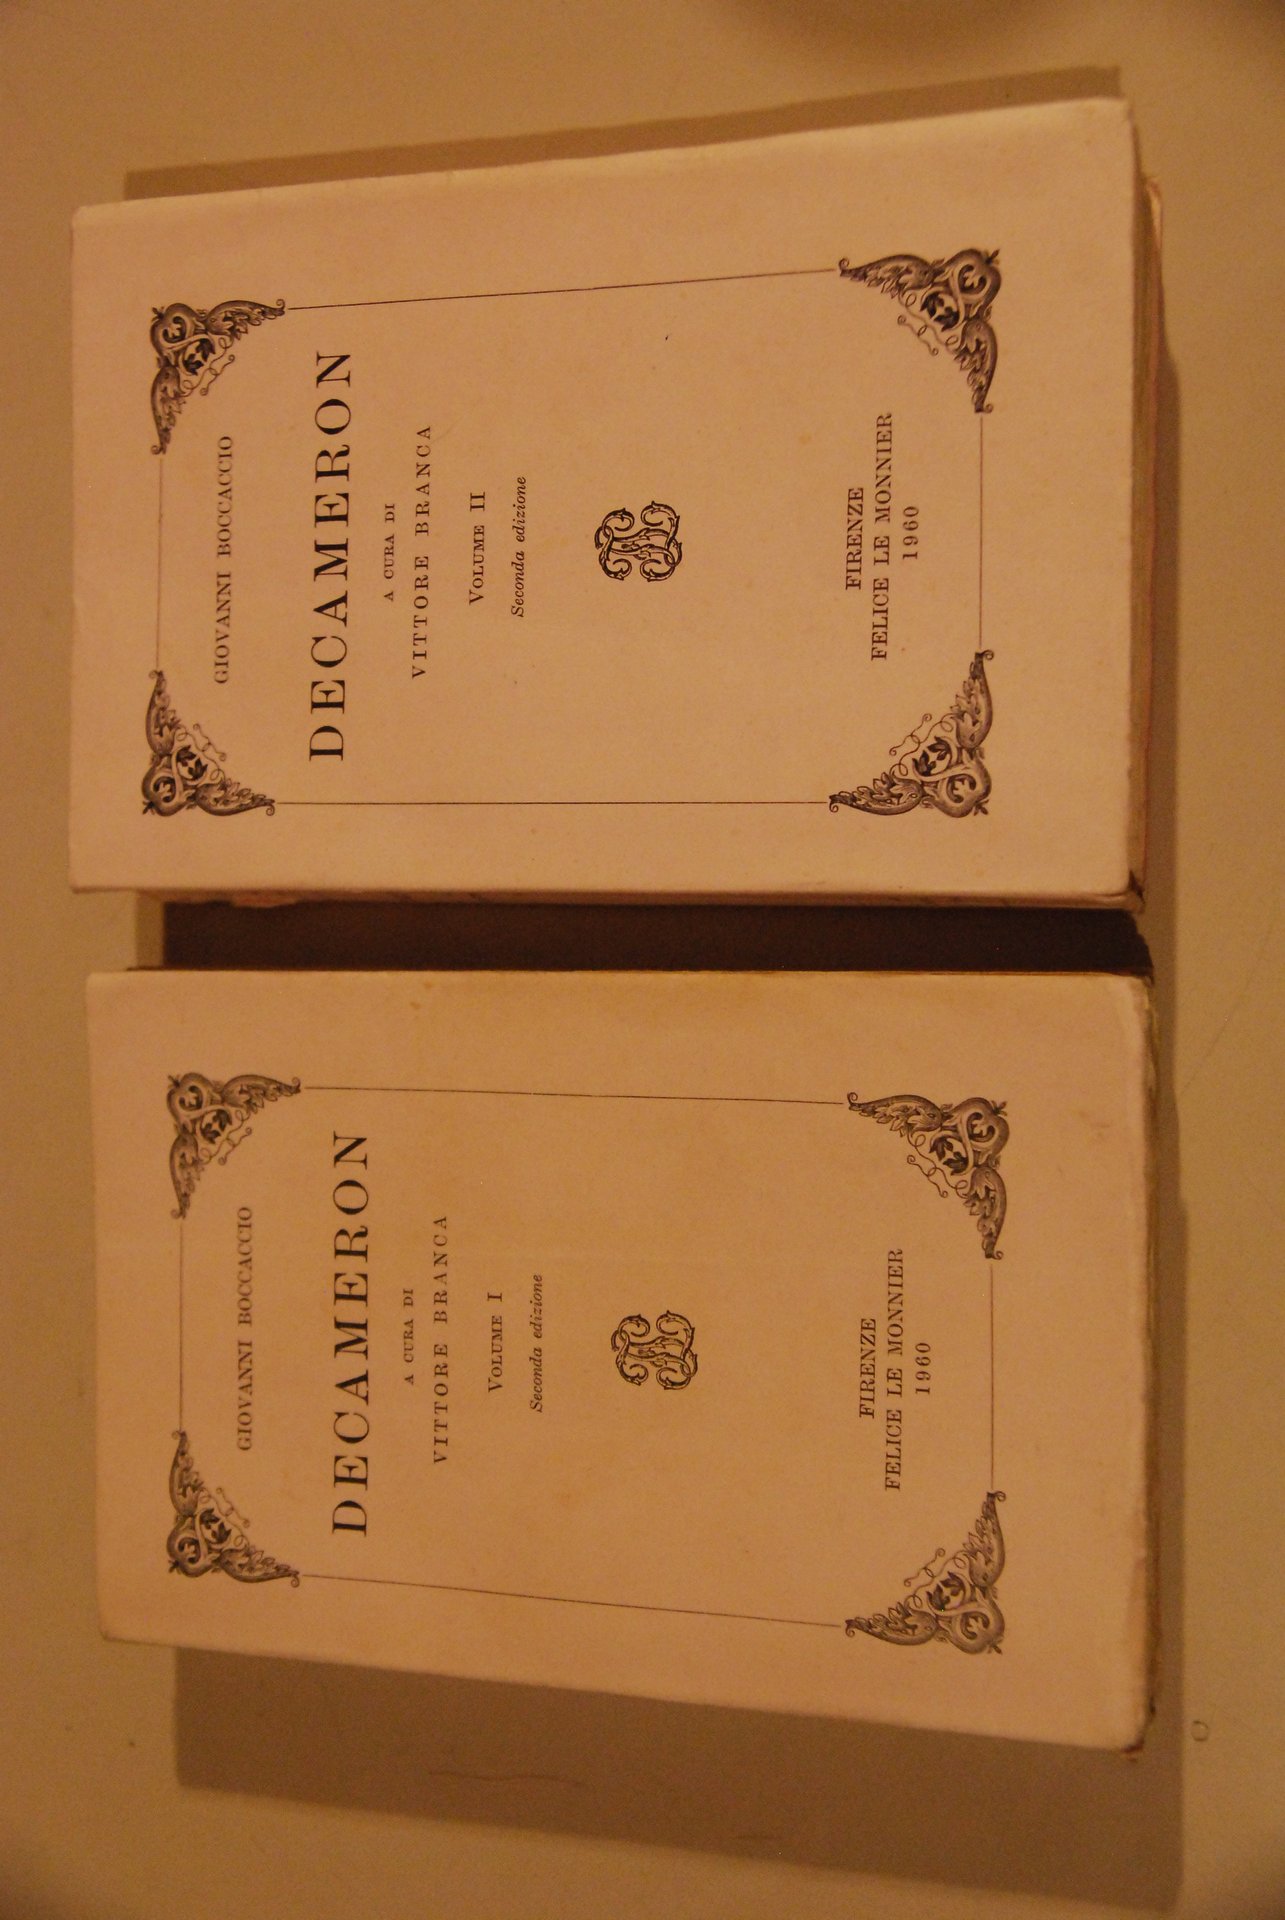 GIOVANNI BOCCACCIO
DECAMERON
A CURA DI
VITTORE BRANCA
VOLUME I
Seconda edizione
FIRENZE
FELICE LE MONNIER
1960
GIOVANNI BOCCACCIO
DECAMERON
A CURA DI
VITTORE BRANCA
VOLUME II
Seconda edizione
FIRENZE
FELICE LE MONNIER
1960